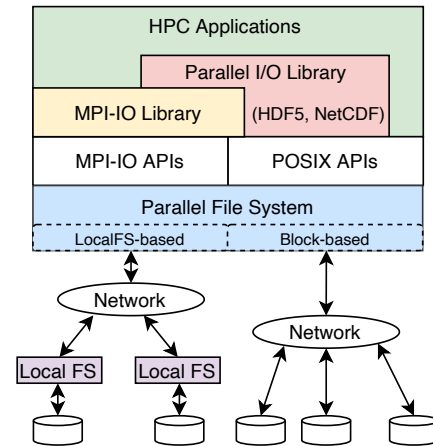 HPC Applications
Parallel I/O Library
MPI-IO Library
(HDF5, NetCDF)
MPI-IO APIs
POSIX APIs
Parallel File System
LocalFS-based
Block-based
Network
Network
Local FS
Local FS